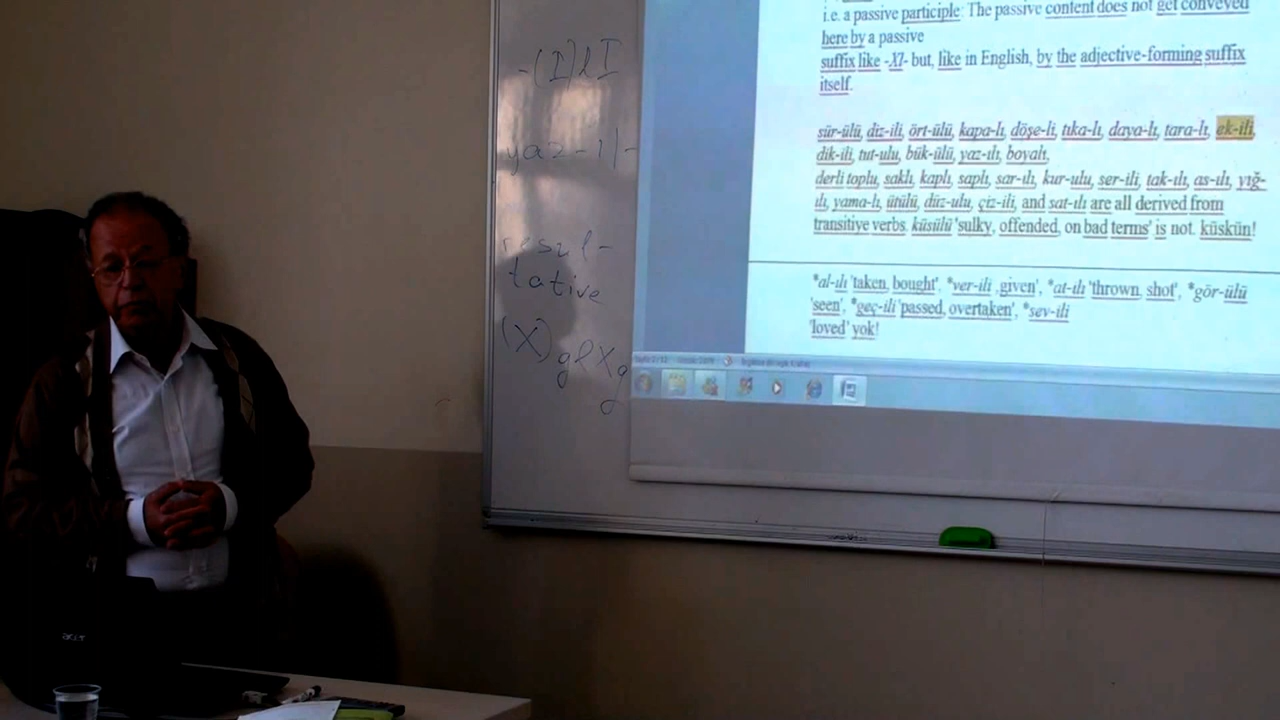 -(I)lI
yaz-ıl-
resul-
tative
(X)glXg
i.e. a passive participle: The passive content does not get conveyed
here by a passive
suffix like -Xl- but, like in English, by the adjective-forming suffix
itself.
sür-ülü, diz-ili, ört-ülü, kapa-lı, döşe-li, tıka-lı, daya-lı, tara-lı, ek-ili,
dik-ili, tut-ulu, bük-ülü, yaz-ılı, boyalı,
derli toplu, saklı, kaplı, saplı, sar-ılı, kur-ulu, ser-ili, tak-ılı, as-ılı, yığ-
ılı, yama-lı, ütülü, düz-ulu, çiz-ili, and sat-ılı are all derived from
transitive verbs. küsülü 'sulky, offended, on bad terms' is not. küskün!
*al-ılı 'taken, bought', *ver-ili ,given', *at-ılı 'thrown, shot', *gör-ülü
'seen', *geç-ili 'passed, overtaken', *sev-ili
'loved' yok!
acer